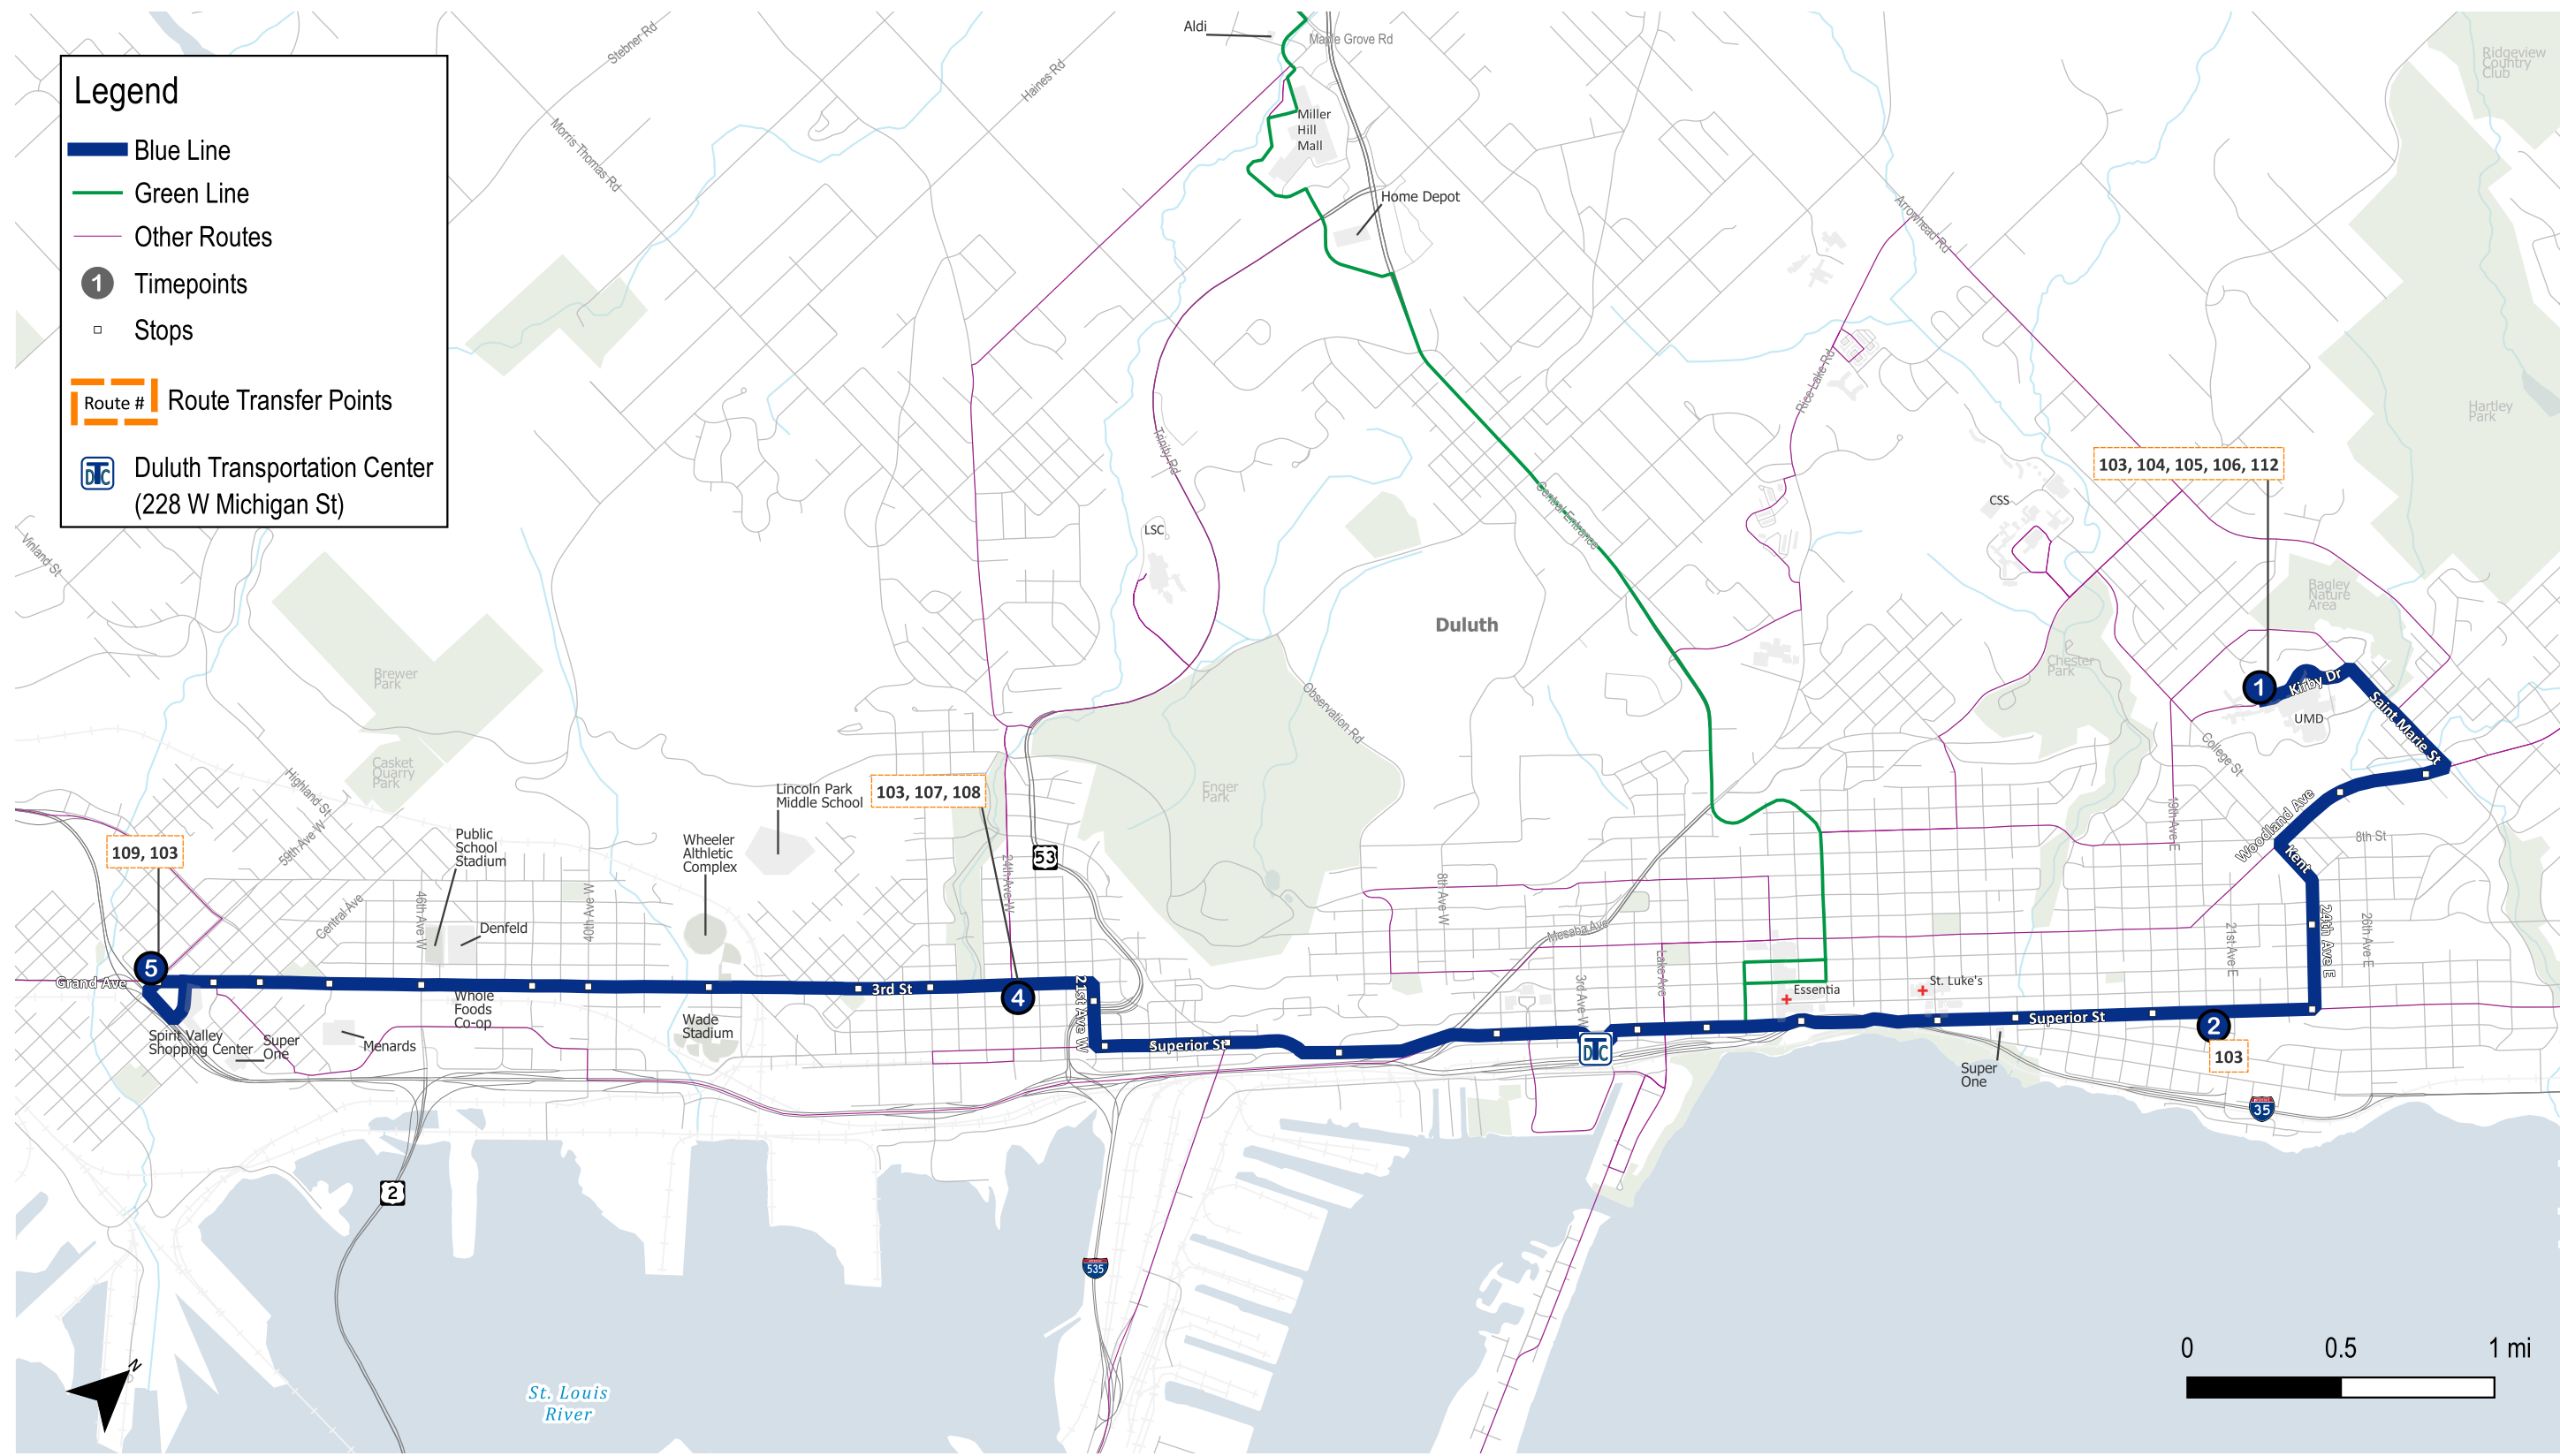 Legend
Blue Line
Green Line
Other Routes
1
Timepoints
Stops
Route #
Route Transfer Points
DTC
Duluth Transportation Center
(228 W Michigan St)
Aldi
Maple Grove Rd
Stebner Rd
Haines Rd
Morris Thomas Rd
Miller
Hill
Mall
Home Depot
Ridgeview
Country
Club
Arrowhead Rd
Rice Lake Rd
Hartley
Park
Trinity Rd
103, 104, 105, 106, 112
CSS
Central Entrance
LSC
Vinland St
Bagley
Nature
Area
Duluth
Brewer
Park
Chester
Park
1
Kirby Dr
UMD
Saint Marie St
College St
Observation Rd
Casket
Quarry
Park
Highland St
59th Ave W
Enger
Park
Lincoln Park
Middle School
103, 107, 108
Woodland Ave
Kent
19th Ave E
8th St
109, 103
Public
School
Stadium
Wheeler
Althletic
Complex
53
24th Ave W
8th Ave W
Central Ave
46th Ave W
40th Ave W
Denfeld
Mesaba Ave
21st Ave E
24th Ave E
26th Ave E
5
Grand Ave
3rd St
4
21st Ave W
3rd Ave W
Lake Ave
Essentia
St. Luke's
Whole
Foods
Co-op
Wade
Stadium
Superior St
DTC
Superior St
2
103
Spirit Valley
Shopping Center
Super
One
Menards
Super
One
35
2
535
St. Louis
River
N
0
0.5
1 mi